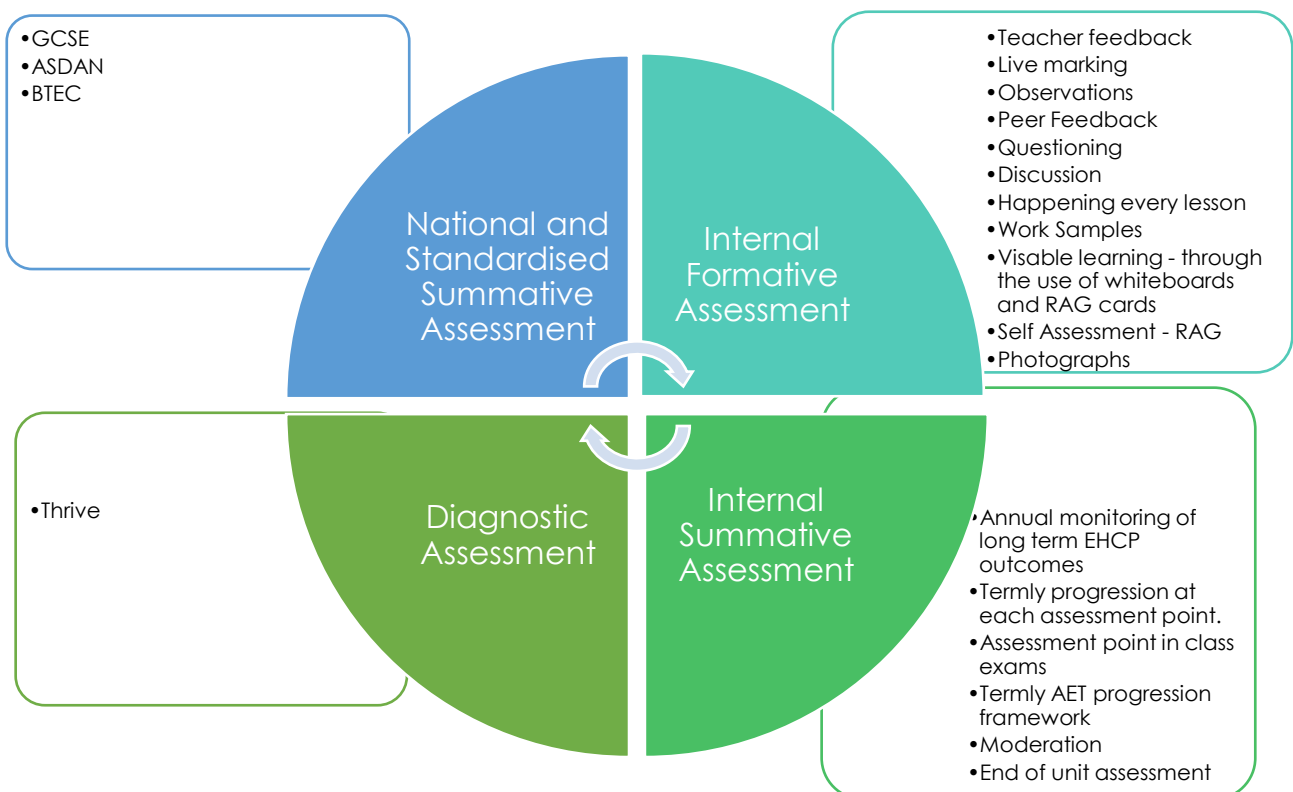 •GCSE
•ASDAN
•BTEC
National and
Standardised
Summative
Assessment
Internal
Formative
Assessment
•Teacher feedback
•Live marking
•Observations
•Peer Feedback
•Questioning
•Discussion
•Happening every lesson
•Work Samples
•Visable learning - through
the use of whiteboards
and RAG cards
•Self Assessment - RAG
•Photographs
•Thrive
Diagnostic
Assessment
Internal
Summative
Assessment
•Annual monitoring of
long term EHCP
outcomes
•Termly progression at
each assessment point.
•Assessment point in class
exams
•Termly AET progression
framework
•Moderation
•End of unit assessment